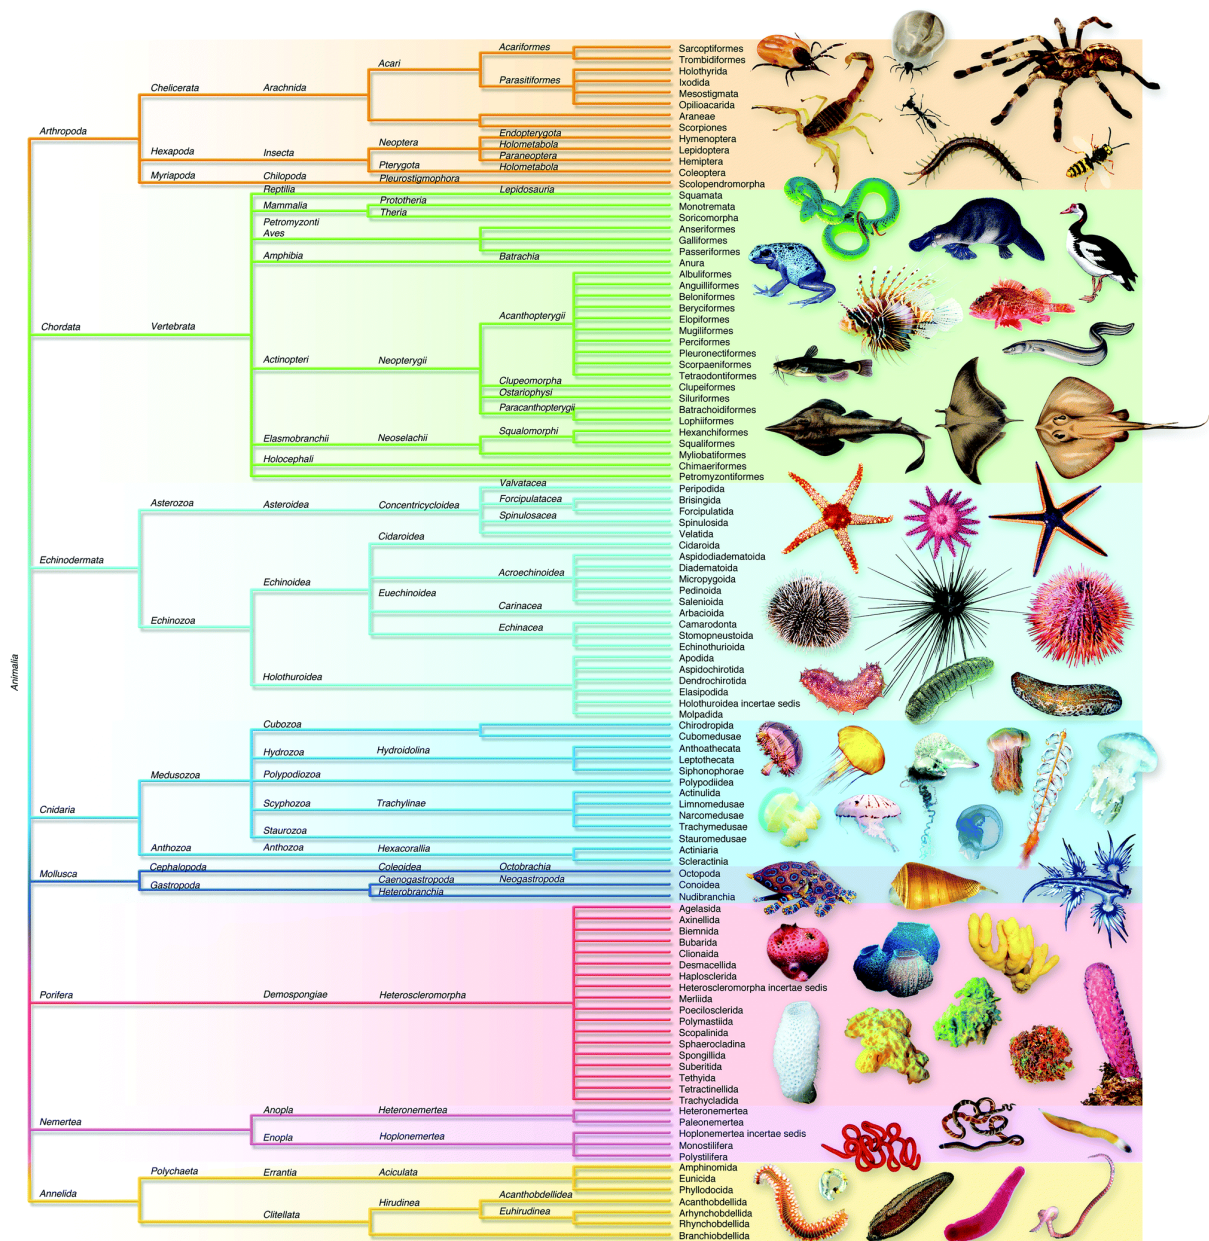 Animalia
Arthropoda
Chelicerata
Arachnida
Acari
Acariformes
Sarcoptiformes
Trombidiformes
Parasitiformes
Holothyrida
Ixodida
Mesostigmata
Opilioacarida
Araneae
Scorpiones
Hexapoda
Insecta
Neoptera
Endopterygota
Hymenoptera
Holometabola
Lepidoptera
Paraneoptera
Hemiptera
Pterygota
Holometabola
Coleoptera
Myriapoda
Chilopoda
Pleurostigmophora
Scolopendromorpha
Chordata
Vertebrata
Reptilia
Lepidosauria
Squamata
Mammalia
Prototheria
Monotremata
Theria
Soricomorpha
Petromyzonti
Aves
Anseriformes
Galliformes
Passeriformes
Amphibia
Batrachia
Anura
Actinopteri
Neopterygii
Acanthopterygii
Albuliformes
Anguilliformes
Beloniformes
Beryciformes
Elopiformes
Mugiliformes
Perciformes
Pleuronectiformes
Scorpaeniformes
Tetraodontiformes
Clupeomorpha
Clupeiformes
Ostariophysi
Siluriformes
Paracanthopterygii
Batrachoidiformes
Lophiiformes
Elasmobranchii
Neoselachii
Squalomorphi
Hexanchiformes
Squaliformes
Myliobatiformes
Holocephali
Chimaeriformes
Petromyzontiformes
Echinodermata
Asterozoa
Asteroidea
Concentricycloidea
Valvatacea
Peripodida
Forcipulatacea
Brisingida
Forcipulatida
Spinulosacea
Spinulosida
Velatida
Echinozoa
Echinoidea
Cidaroidea
Cidaroida
Euechinoidea
Acroechinoidea
Aspidodiadematoida
Diadematoida
Micropygoida
Pedinoida
Salenioida
Carinacea
Arbacioida
Echinacea
Camarodonta
Stomopneustoida
Echinothurioida
Holothuroidea
Apodida
Aspidochirotida
Dendrochirotida
Elasipodida
Holothuroidea incertae sedis
Molpadida
Cnidaria
Medusozoa
Cubozoa
Chirodropida
Cubomedusae
Hydrozoa
Hydroidolina
Anthoathecata
Leptothecata
Siphonophorae
Polypodiozoa
Polypodiidea
Scyphozoa
Trachylinae
Actinulida
Limnomedusae
Narcomedusae
Trachymedusae
Staurozoa
Stauromedusae
Anthozoa
Anthozoa
Hexacorallia
Actiniaria
Scleractinia
Mollusca
Cephalopoda
Coleoidea
Octobrachia
Octopoda
Gastropoda
Caenogastropoda
Neogastropoda
Conoidea
Heterobranchia
Nudibranchia
Porifera
Demospongiae
Heteroscleromorpha
Agelasida
Axinellida
Biemnida
Bubarida
Clionaida
Desmacellida
Haplosclerida
Heteroscleromorpha incertae sedis
Merliida
Poecilosclerida
Polymastiida
Scopalinida
Sphaerocladina
Spongillida
Suberitida
Tethyida
Tetractinellida
Trachycladida
Nemertea
Anopla
Heteronemertea
Heteronemertea
Paleonemertea
Enopla
Hoplonemertea
Hoplonemertea incertae sedis
Monostilifera
Polystilifera
Annelida
Polychaeta
Errantia
Aciculata
Amphinomida
Eunicida
Phyllodocida
Clitellata
Hirudinea
Acanthobdellidea
Acanthobdellida
Euhirudinea
Arhynchobdellida
Rhynchobdellida
Branchiobdellida